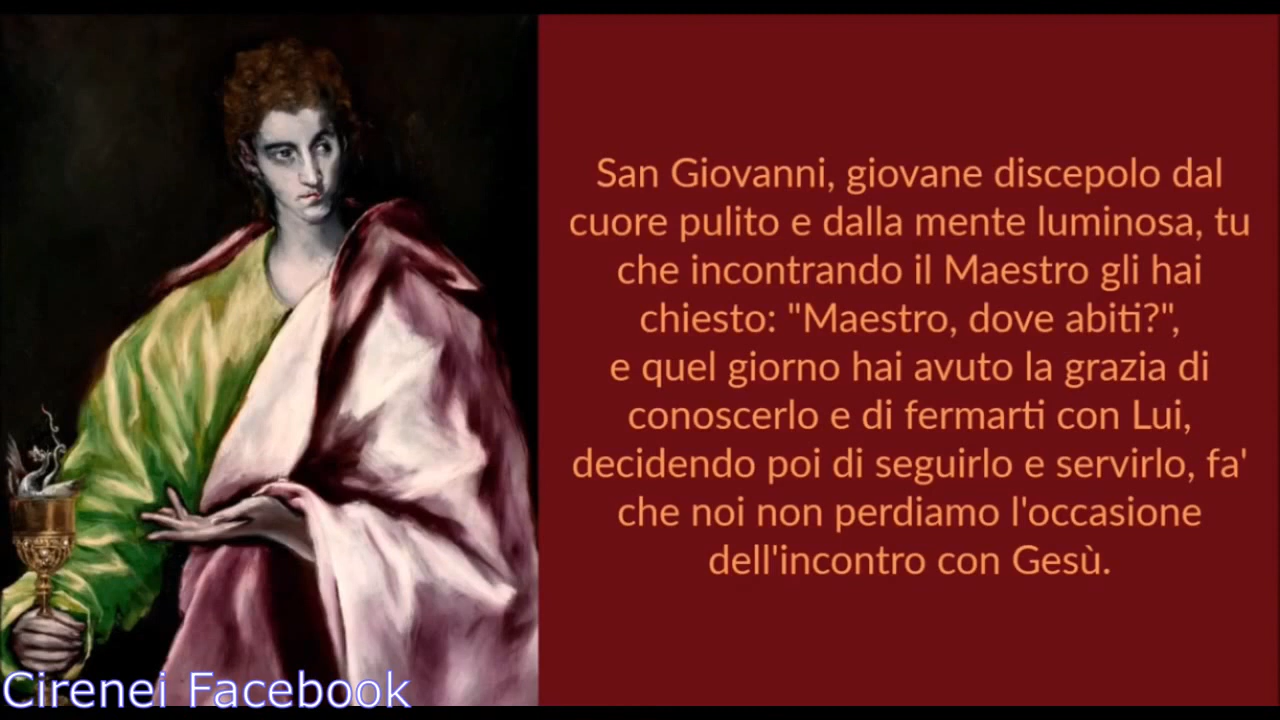 San Giovanni, giovane discepolo dal
cuore pulito e dalla mente luminosa, tu
che incontrando il Maestro gli hai
chiesto: "Maestro, dove abiti?",
e quel giorno hai avuto la grazia di
conoscerlo e di fermarti con Lui,
decidendo poi di seguirlo e servirlo, fa'
che noi non perdiamo l'occasione
dell'incontro con Gesù.
Cirenei Facebook